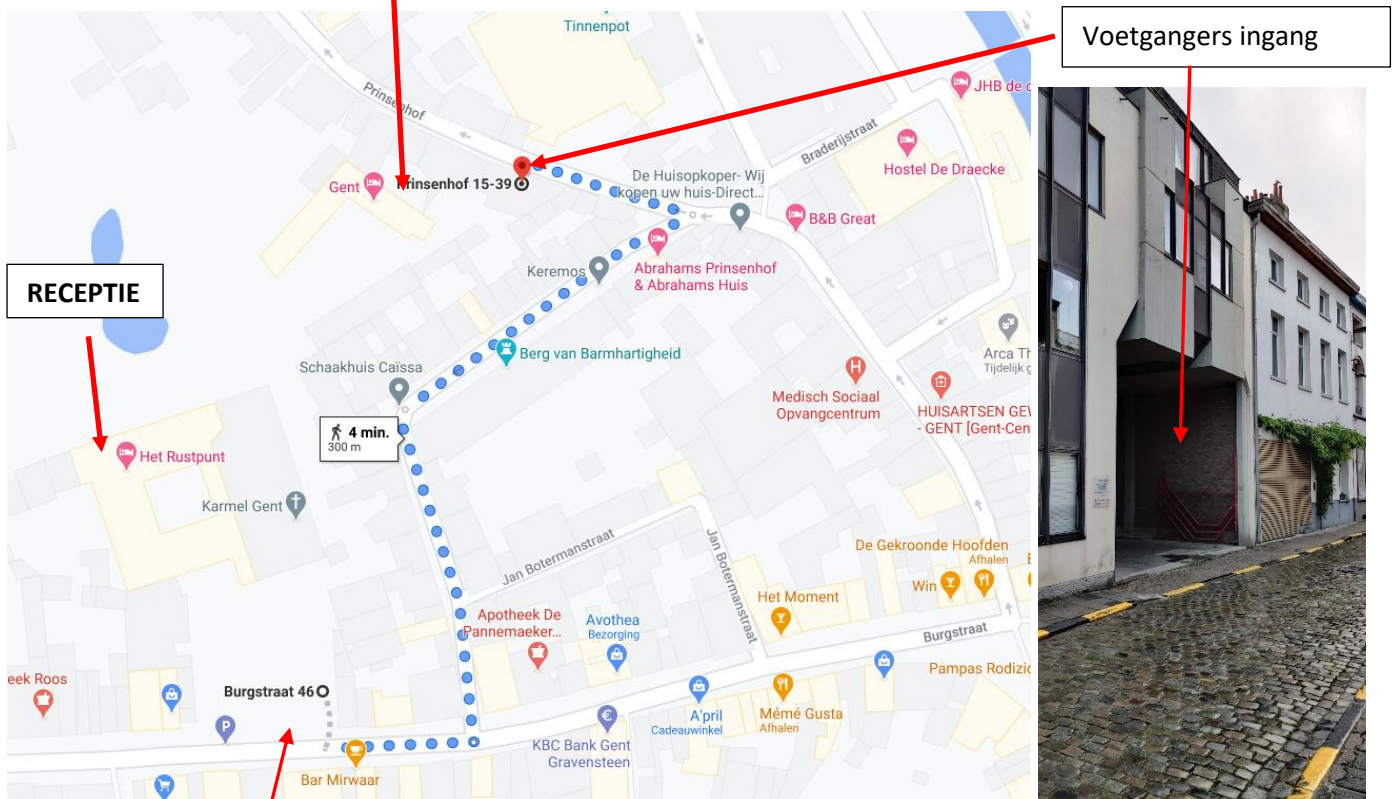 Voetgangers ingang
Tinnenpot
Prinsenhof
JHB de d
Braderijstraat
Hostel De Draecke
De Huisopkoper- Wij
kopen uw huis-Direct...
Gent
Prinsenhof 15-39
B&B Great
Keremos
Abrahams Prinsenhof
& Abrahams Huis
RECEPTIE
Berg van Barmhartigheid
Arca Th
Tijdelijk g
Schaakhuis Caïssa
Medisch Sociaal
Opvangcentrum
HUISARTSEN GEW
- GENT [Gent-Cen
4 min.
300 m
Het Rustpunt
Karmel Gent
Jan Botermanstraat
Jan Botermanstraat
De Gekroonde Hoofden
Afhalen
Win
Het Moment
Apotheek De
Pannemaeker...
Avothea
Bezorging
Burgstraat
Pampas Rodizio
eek Roos
Burgstraat 46
P
A'pril
Cadeauwinkel
Mémé Gusta
Afhalen
KBC Bank Gent
Gravensteen
Bar Mirwaar